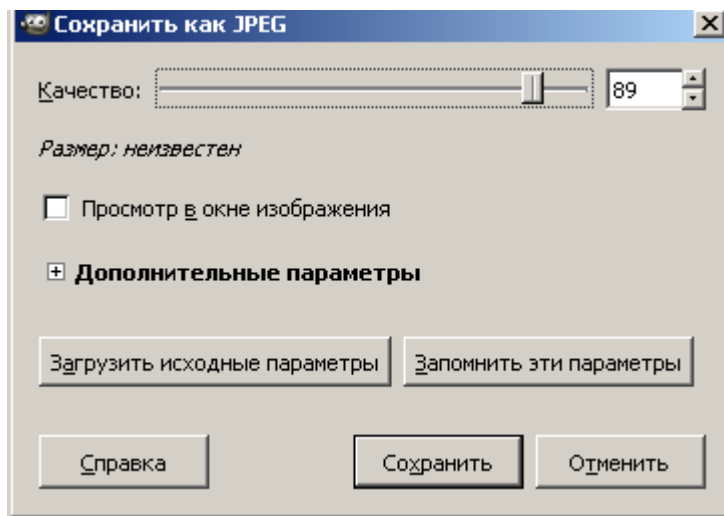 Сохранить как JPEG
Качество: 89
Размер: неизвестен
Просмотр в окне изображения
Дополнительные параметры
Загрузить исходные параметры Запомнить эти параметры
Справка Сохранить Отменить